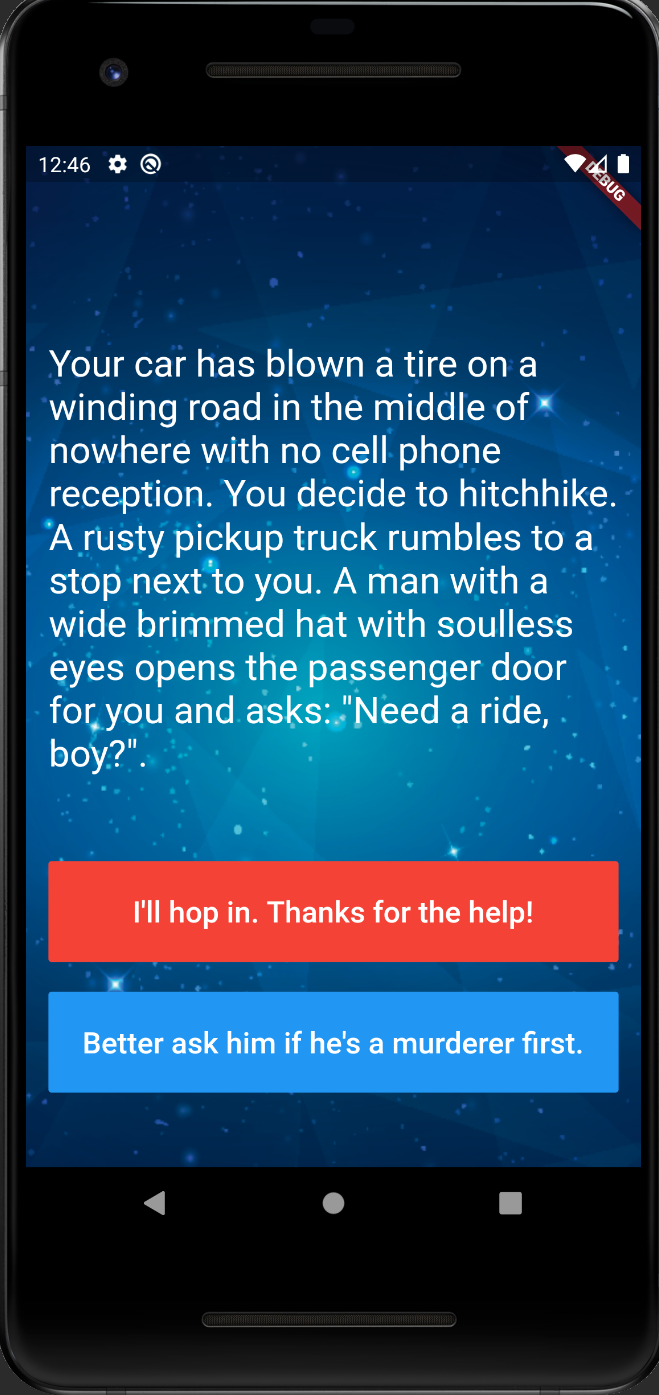 12:46
DEBUG
Your car has blown a tire on a
winding road in the middle of
nowhere with no cell phone
reception. You decide to hitchhike.
A rusty pickup truck rumbles to a
stop next to you. A man with a
wide brimmed hat with soulless
eyes opens the passenger door
for you and asks: "Need a ride,
boy?".
I'll hop in. Thanks for the help!
Better ask him if he's a murderer first.